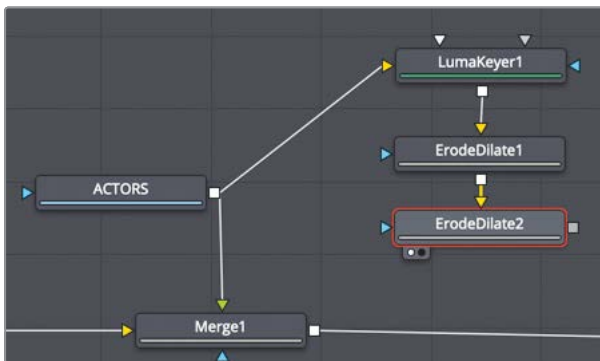 LumaKeyer1
ErodeDilate1
ACTORS
ErodeDilate2
Merge1